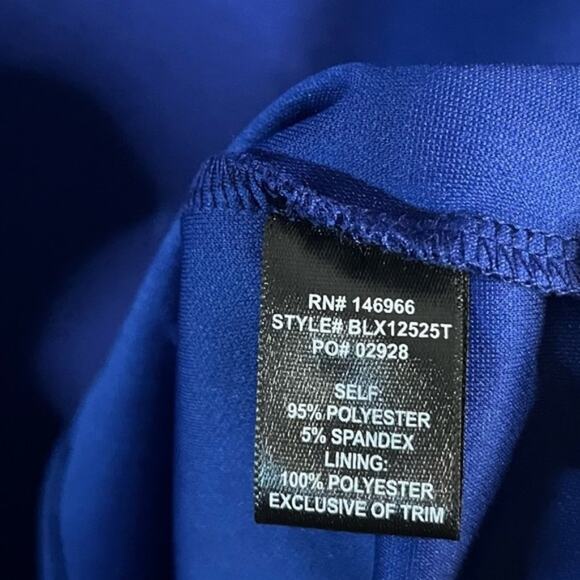 RN# 146966
STYLE# BLX12525T
PO# 02928
SELF:
95% POLYESTER
5% SPANDEX
LINING:
100% POLYESTER
EXCLUSIVE OF TRIM